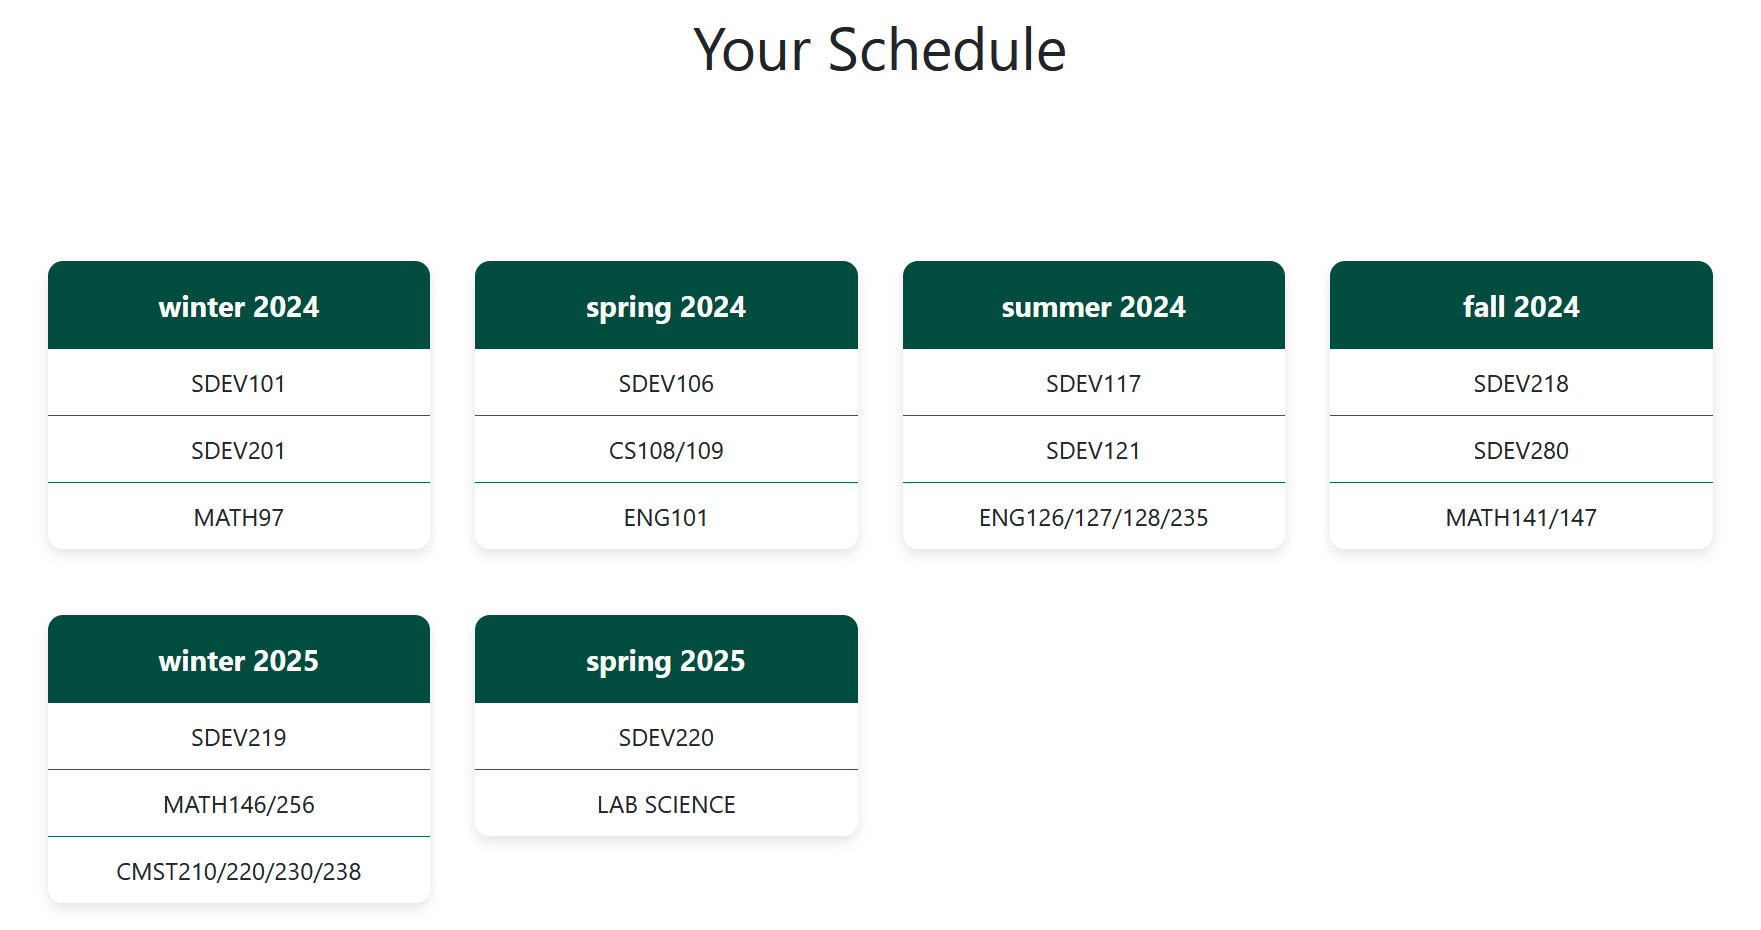 Your Schedule
winter 2024
SDEV101
SDEV201
MATH97
spring 2024
SDEV106
CS108/109
ENG101
summer 2024
SDEV117
SDEV121
ENG126/127/128/235
fall 2024
SDEV218
SDEV280
MATH141/147
winter 2025
SDEV219
MATH146/256
CMST210/220/230/238
spring 2025
SDEV220
LAB SCIENCE